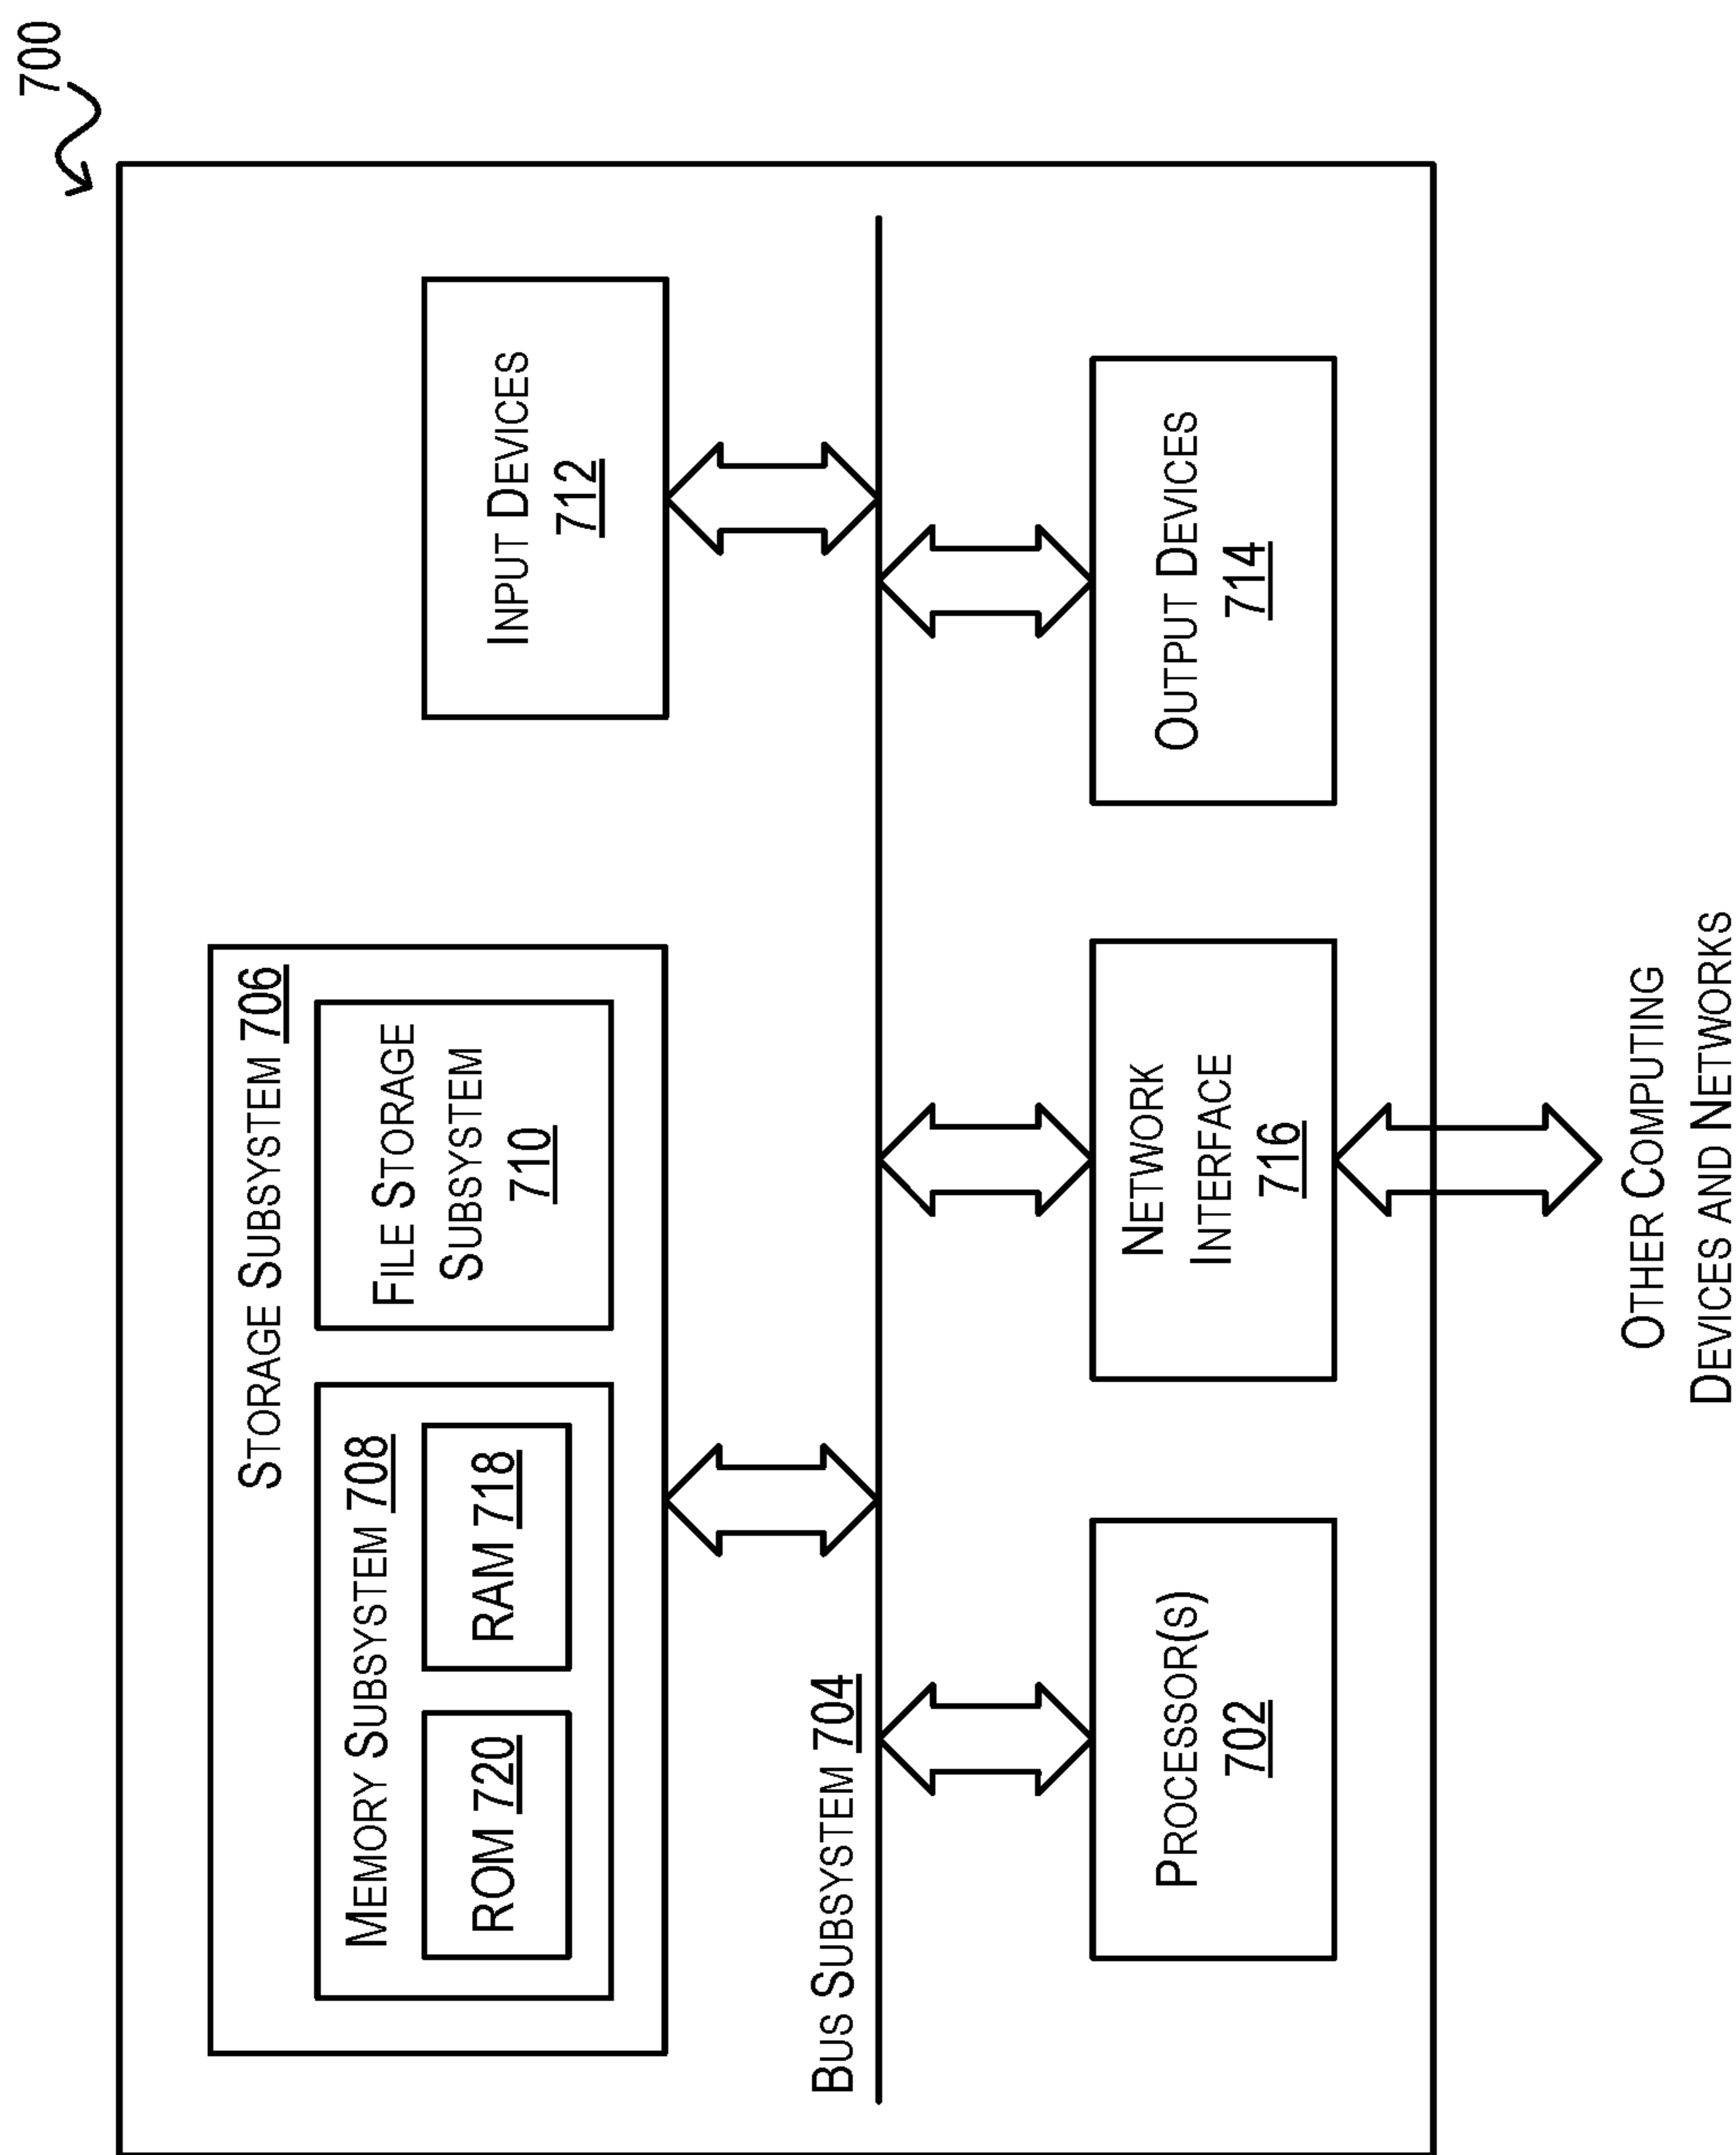 700
STORAGE SUBSYSTEM 706
MEMORY SUBSYSTEM 708
ROM 720
RAM 718
FILE STORAGE
SUBSYSTEM
710
INPUT DEVICES
712
BUS SUBSYSTEM 704
PROCESSOR(S)
702
NETWORK
INTERFACE
716
OUTPUT DEVICES
714
OTHER COMPUTING
DEVICES AND NETWORKS